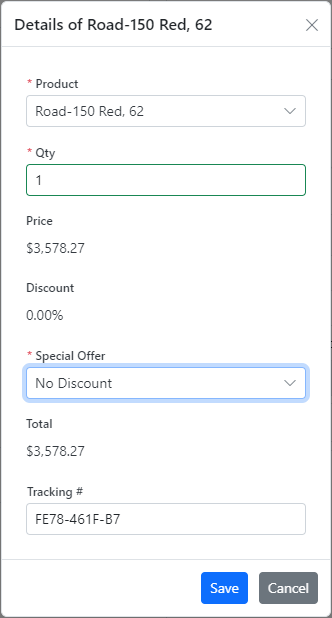 Details of Road-150 Red, 62
* Product
Road-150 Red, 62
* Qty
1
Price
$3,578.27
Discount
0.00%
* Special Offer
No Discount
Total
$3,578.27
Tracking #
FE78-461F-B7
Save Cancel